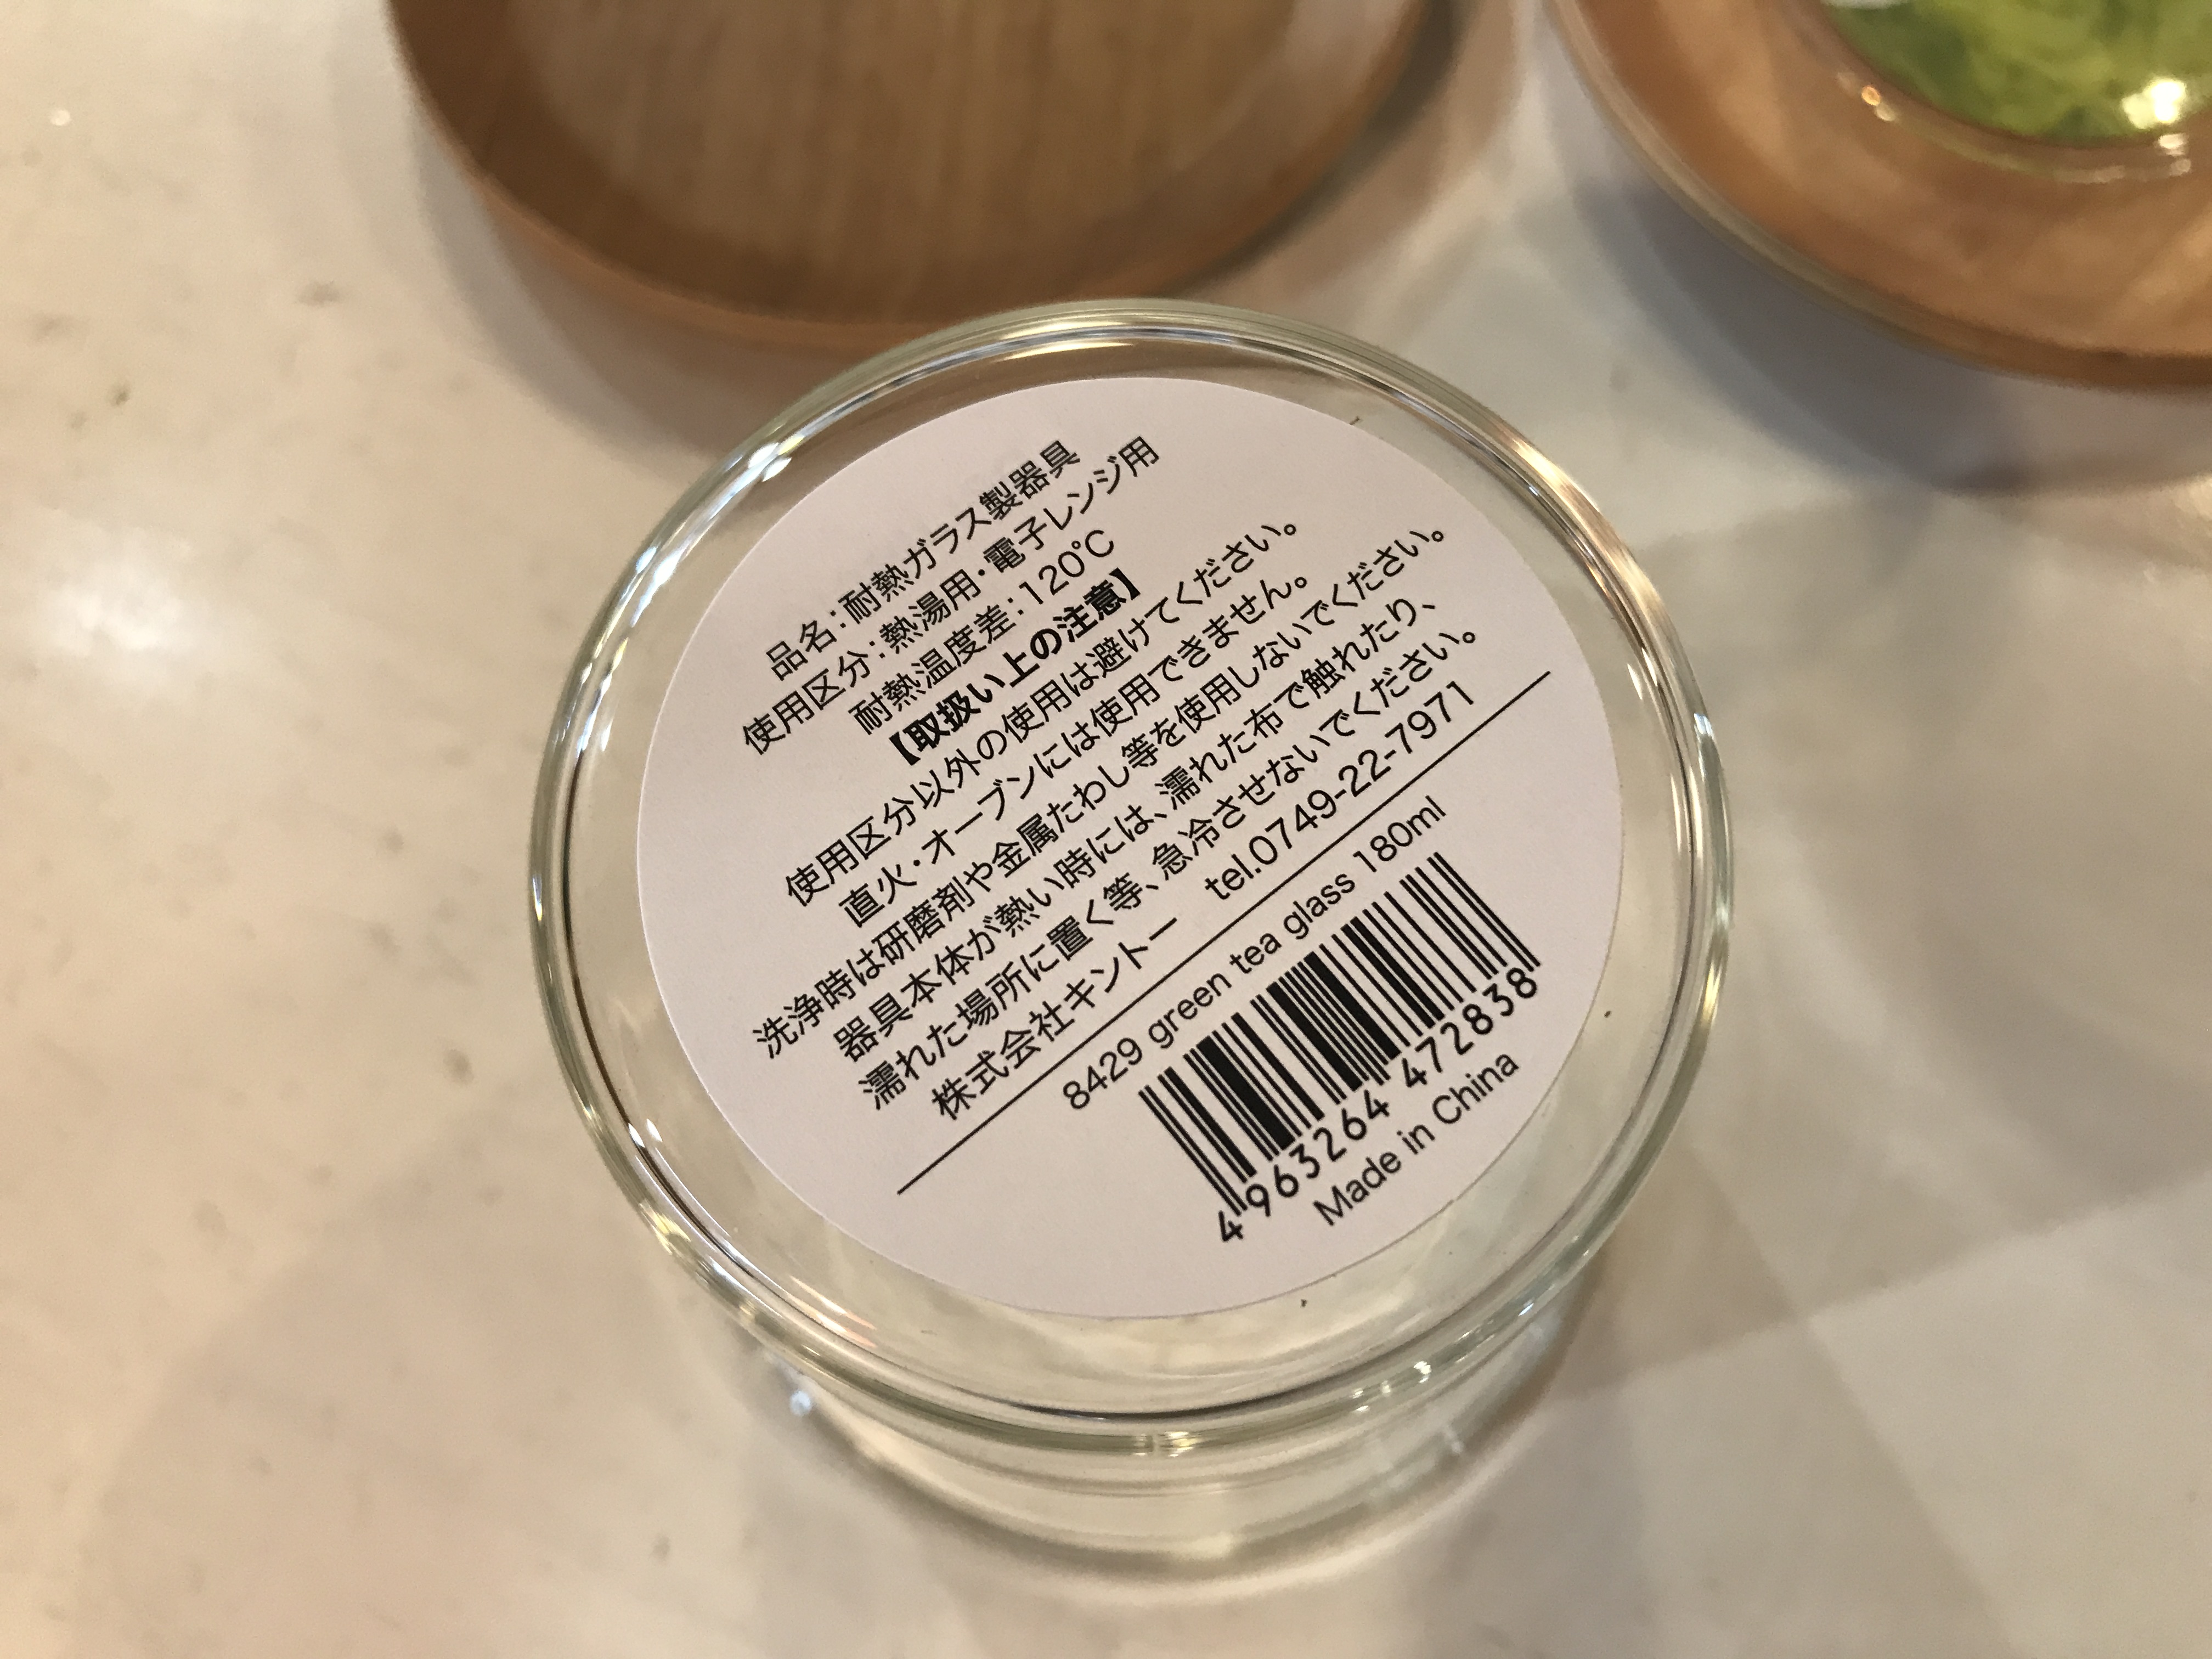 品名:耐熱ガラス製器具
使用区分:熱湯用・電子レンジ用
耐熱温度差:120℃
【取扱い上の注意】
使用区分以外の使用は避けてください。
直火・オーブンには使用できません。
洗浄時は研磨剤や金属たわし等を使用しないでください。
器具本体が熱い時には、濡れた布で触れたり、
濡れた場所に置く等、急冷させないでください。
株式会社キントー tel.0749-22-7971
8429 green tea glass 180ml
4963264 472838
Made in China